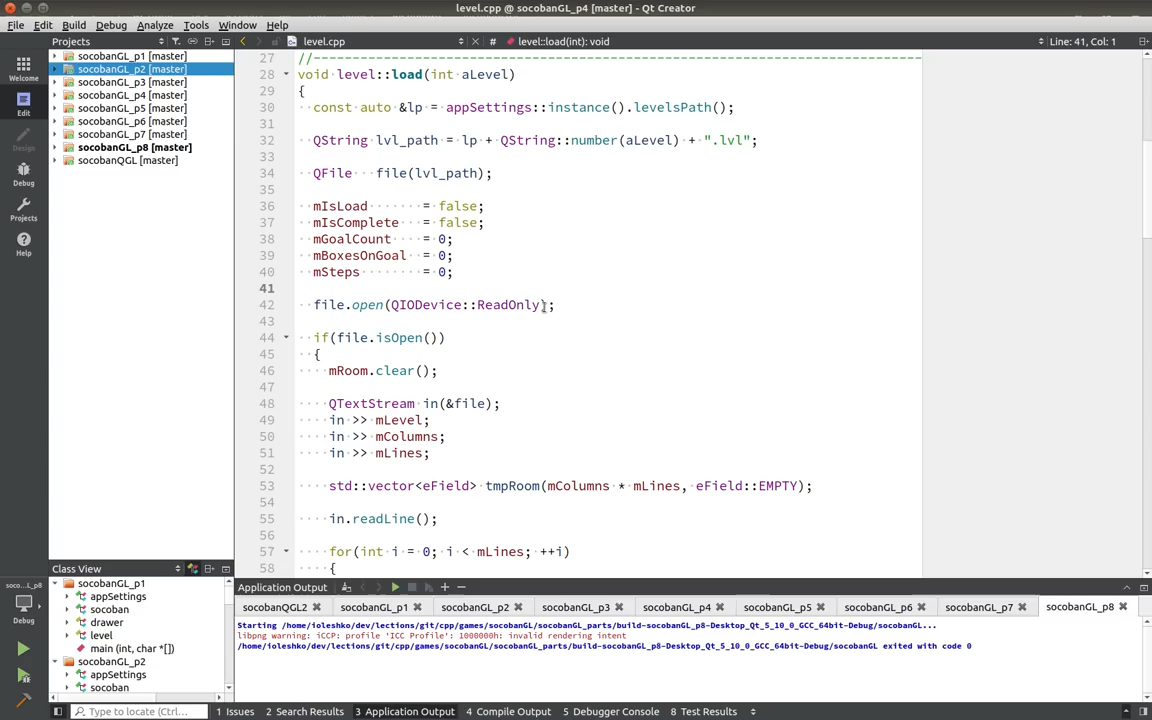 level.cpp @ socobanGL_p4 [master] - Qt Creator
File Edit Build Debug Analyze Tools Window Help
Projects
level.cpp
# level::load(int): void
Line: 41, Col: 1
Welcome
Edit
Design
Debug
Projects
Help
socobanGL_p1 [master]
socobanGL_p2 [master]
socobanGL_p3 [master]
socobanGL_p4 [master]
socobanGL_p5 [master]
socobanGL_p6 [master]
socobanGL_p7 [master]
socobanGL_p8 [master]
socobanQGL [master]
27 //------------------------------------------------------------------------------
28 void level::load(int aLevel)
29 {
30 const auto &lp = appSettings::instance().levelsPath();
31
32 QString lvl_path = lp + QString::number(aLevel) + ".lvl";
33
34 QFile file(lvl_path);
35
36 mIsLoad = false;
37 mIsComplete = false;
38 mGoalCount = 0;
39 mBoxesOnGoal = 0;
40 mSteps = 0;
41
42 file.open(QIODevice::ReadOnly);
43
44 if(file.isOpen())
45 {
46 mRoom.clear();
47
48 QTextStream in(&file);
49 in >> mLevel;
50 in >> mColumns;
51 in >> mLines;
52
53 std::vector<eField> tmpRoom(mColumns * mLines, eField::EMPTY);
54
55 in.readLine();
56
57 for(int i = 0; i < mLines; ++i)
58 {
Class View
socobanGL_p1
appSettings
socoban
drawer
level
main (int, char *[])
socobanGL_p2
appSettings
socoban
soco...L_p8
Debug
Application Output
socobanQGL2 socobanGL_p1 socobanGL_p2 socobanGL_p3 socobanGL_p4 socobanGL_p5 socobanGL_p6 socobanGL_p7 socobanGL_p8
Starting /home/ioleshko/dev/lections/git/cpp/games/socobanGL/socobanGL_parts/build-socobanGL_p8-Desktop_Qt_5_10_0_GCC_64bit-Debug/socobanGL...
libpng warning: iCCP: profile 'ICC Profile': 1000000h: invalid rendering intent
/home/ioleshko/dev/lections/git/cpp/games/socobanGL/socobanGL_parts/build-socobanGL_p8-Desktop_Qt_5_10_0_GCC_64bit-Debug/socobanGL exited with code 0
Type to locate (Ctrl...
1 Issues 2 Search Results 3 Application Output 4 Compile Output 5 Debugger Console 8 Test Results